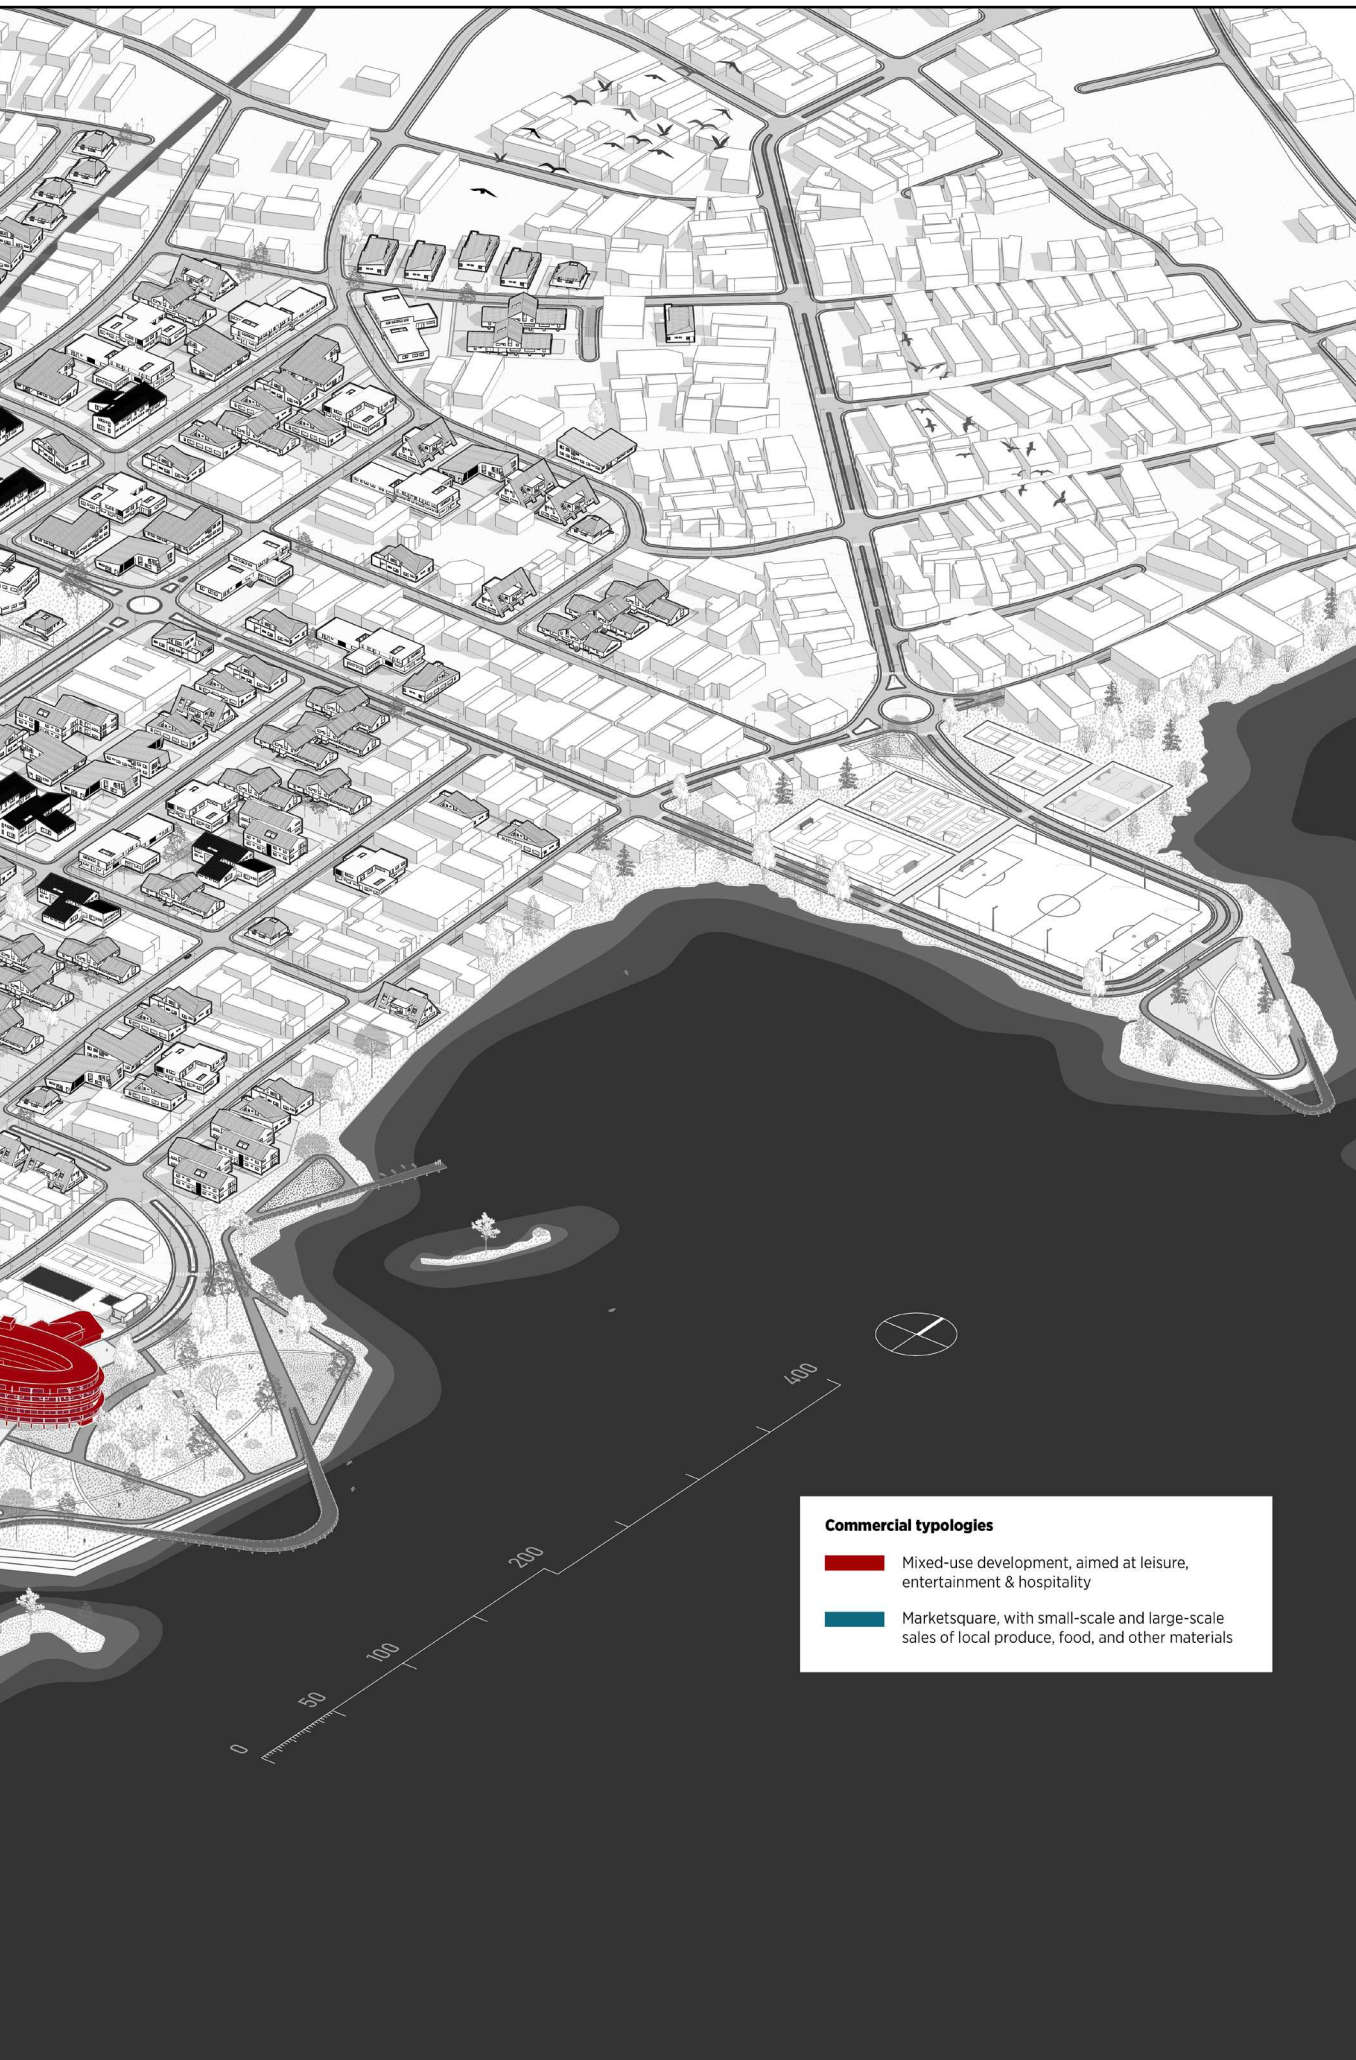 400
200
100
50
0
Commercial typologies
Mixed-use development, aimed at leisure,
entertainment & hospitality
Marketsquare, with small-scale and large-scale
sales of local produce, food, and other materials